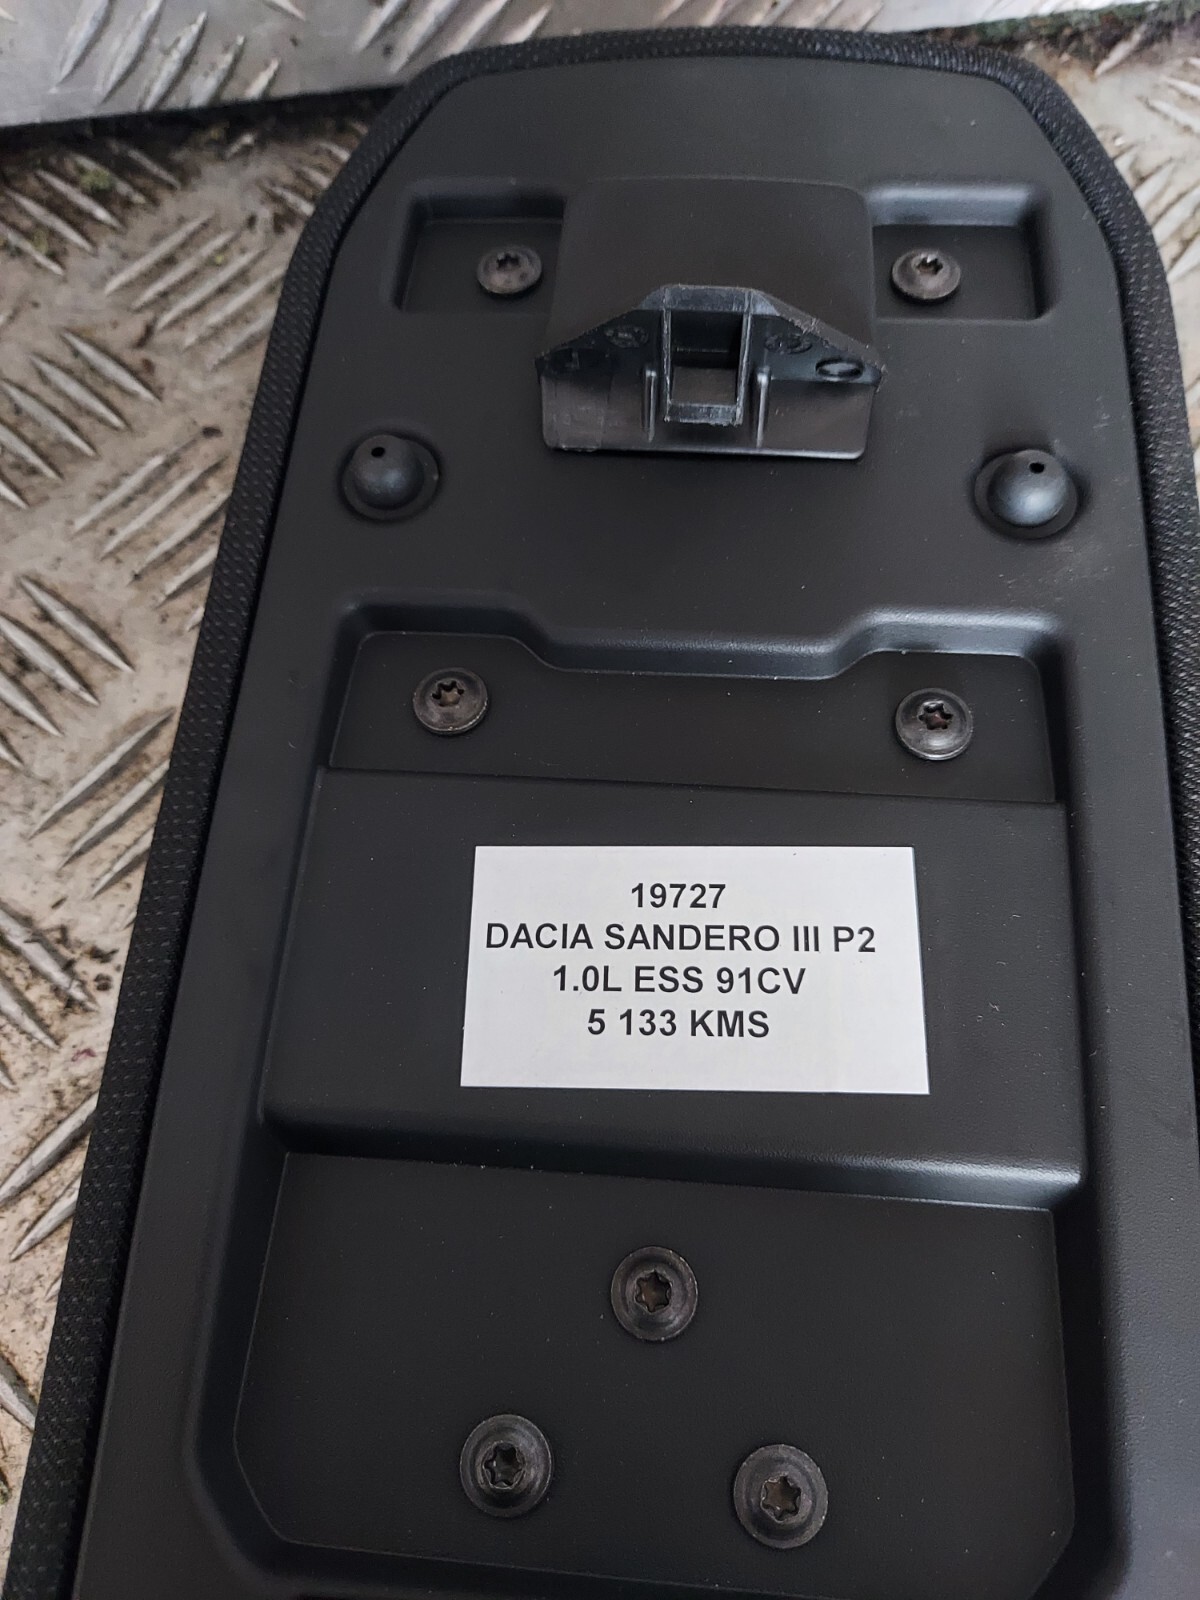 19727
DACIA SANDERO III P2
1.0L ESS 91CV
5 133 KMS